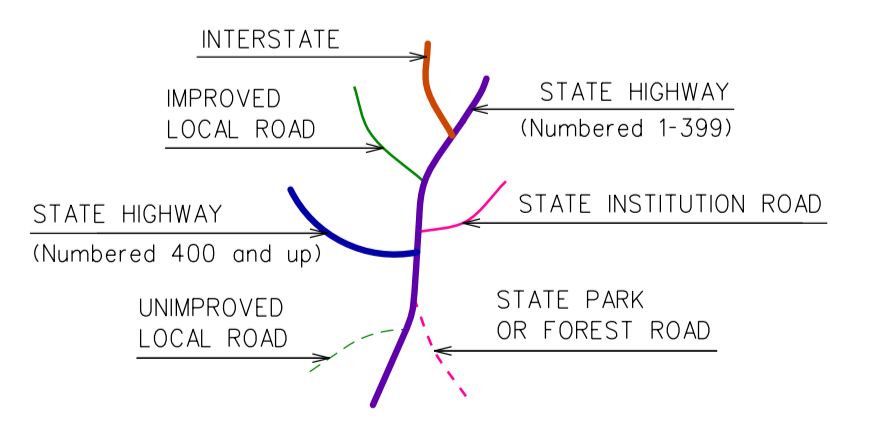 INTERSTATE
STATE HIGHWAY
(Numbered 1-399)
IMPROVED
LOCAL ROAD
STATE INSTITUTION ROAD
STATE HIGHWAY
(Numbered 400 and up)
UNIMPROVED
LOCAL ROAD
STATE PARK
OR FOREST ROAD